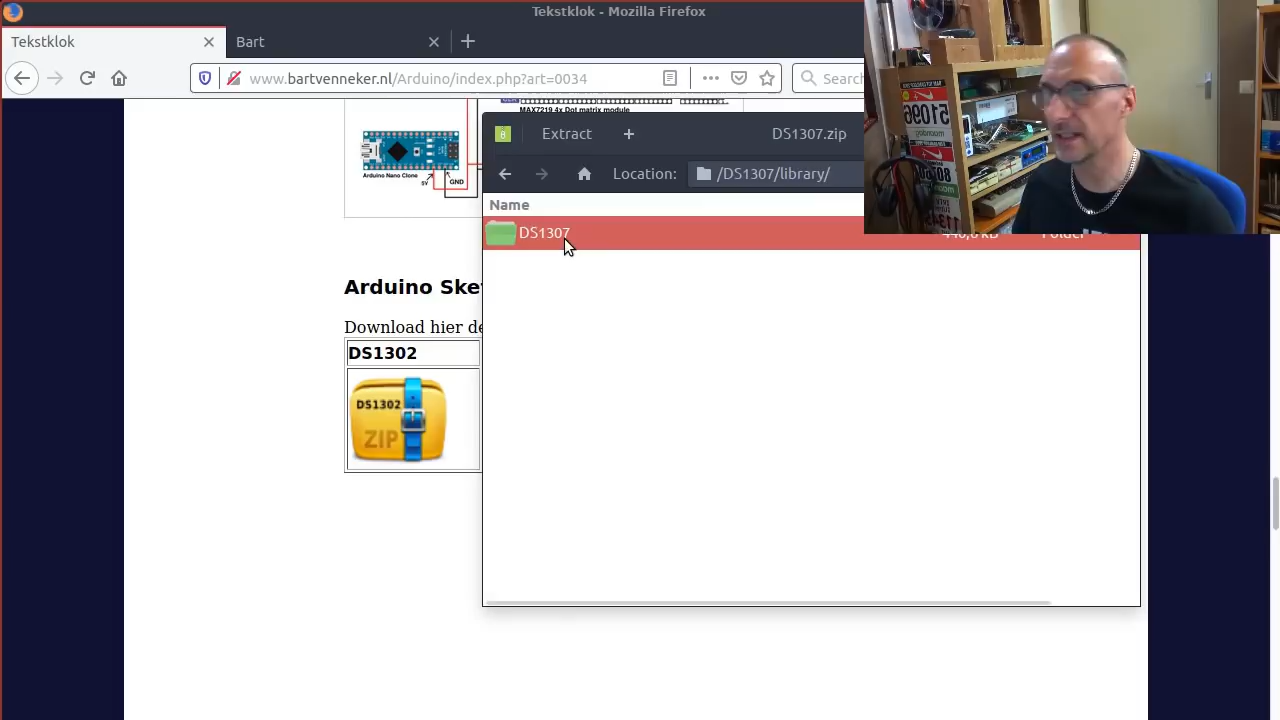 Tekstklok - Mozilla Firefox
Tekstklok
Bart
www.bartvenneker.nl/Arduino/index.php?art=0034
Search
MAX7219 4x Dot matrix module
Arduino Nano Clone
5V
GND
Extract
DS1307.zip
Location: /DS1307/library/
Name
DS1307
Folder
Arduino Ske
Download hier de
DS1302
DS1302
ZIP
51096